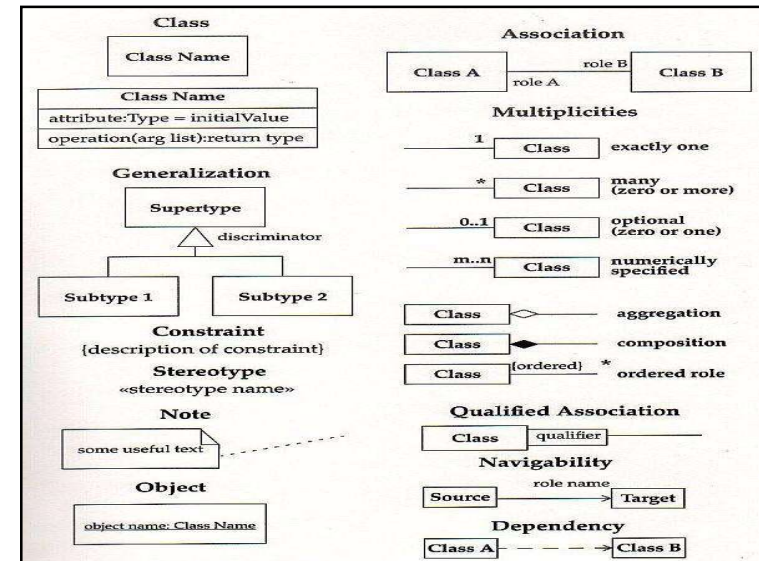 Class
Class Name
Class Name
attribute:Type = initialValue
operation(arg list):return type
Generalization
Supertype
discriminator
Subtype 1
Subtype 2
Constraint
{description of constraint}
Stereotype
«stereotype name»
Note
some useful text
Object
object name: Class Name
Association
Class A
role B
role A
Class B
Multiplicities
1
Class
exactly one
*
Class
many
(zero or more)
0..1
Class
optional
(zero or one)
m..n
Class
numerically
specified
Class
aggregation
Class
composition
Class
{ordered}
*
ordered role
Qualified Association
Class
qualifier
Navigability
Source
role name
Target
Dependency
Class A
Class B